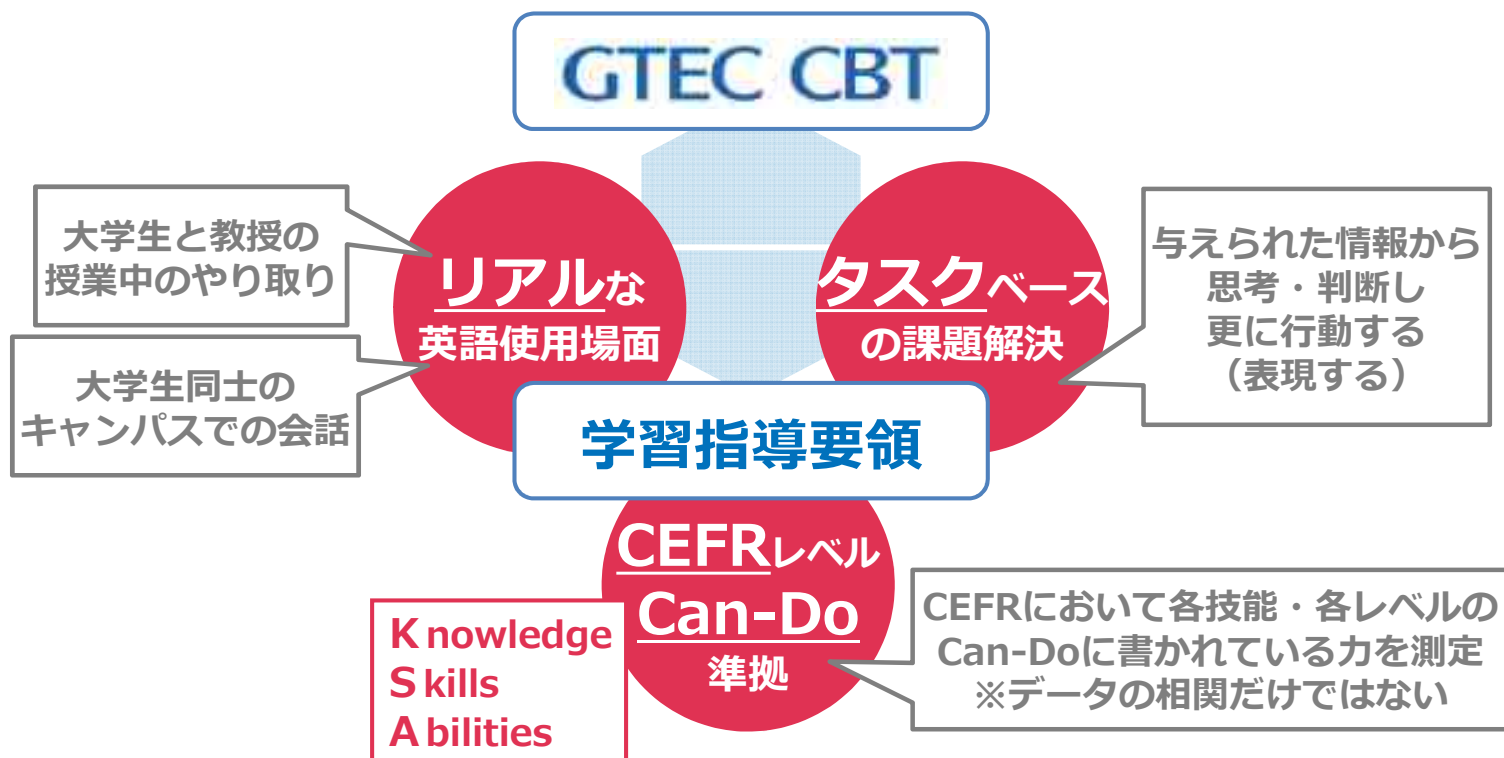 GTEC CBT
大学生と教授の
授業中のやり取り
大学生同士の
キャンパスでの会話
リアルな
英語使用場面
タスクベース
の課題解決
与えられた情報から
思考・判断し
更に行動する
（表現する）
学習指導要領
CEFRレベル
Can-Do
準拠
Knowledge
Skills
Abilities
CEFRにおいて各技能・各レベルの
Can-Doに書かれている力を測定
※データの相関だけではない